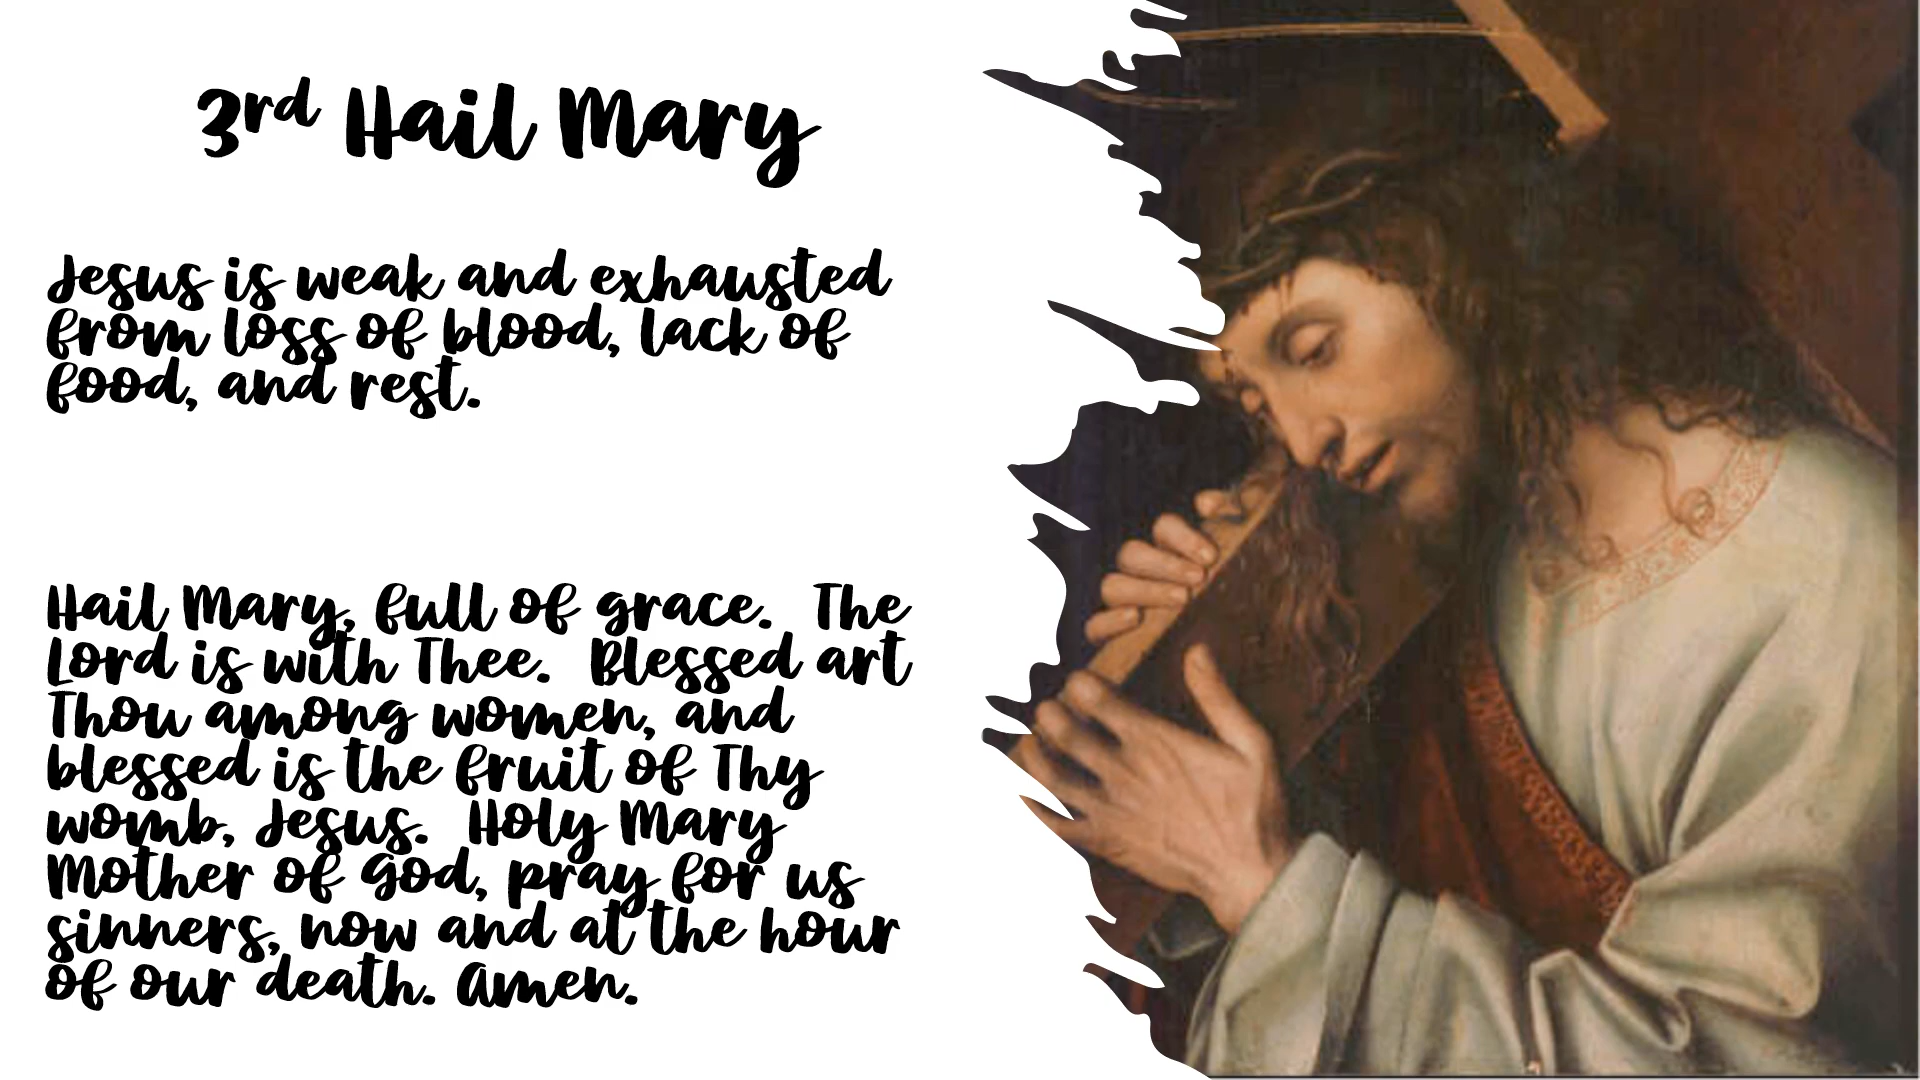 3rd Hail Mary
Jesus is weak and exhausted
from loss of blood, lack of
food, and rest.
Hail Mary, full of grace.  The
Lord is with Thee.  Blessed art
Thou among women, and
blessed is the fruit of Thy
womb, Jesus.  Holy Mary
Mother of God, pray for us
sinners, now and at the hour
of our death. Amen.